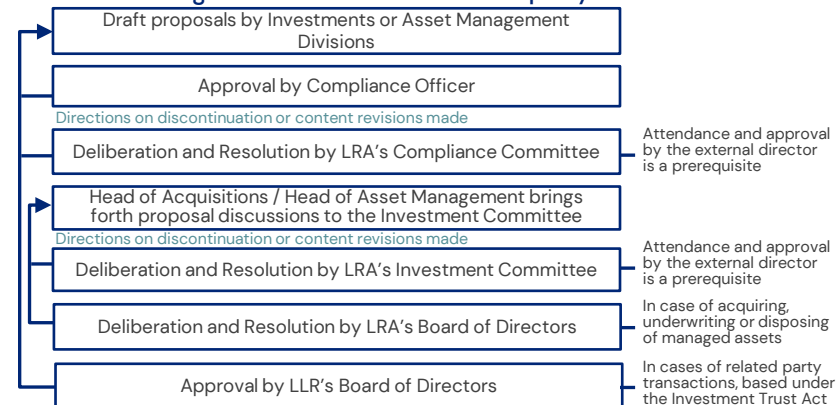 Draft proposals by Investments or Asset Management
Divisions
Approval by Compliance Officer
Directions on discontinuation or content revisions made
Deliberation and Resolution by LRA's Compliance Committee
Attendance and approval
by the external director
is a prerequisite
Head of Acquisitions / Head of Asset Management brings
forth proposal discussions to the Investment Committee
Directions on discontinuation or content revisions made
Deliberation and Resolution by LRA's Investment Committee
Attendance and approval
by the external director
is a prerequisite
Deliberation and Resolution by LRA's Board of Directors
In case of acquiring,
underwriting or disposing
of managed assets
Approval by LLR's Board of Directors
In cases of related party
transactions, based under
the Investment Trust Act